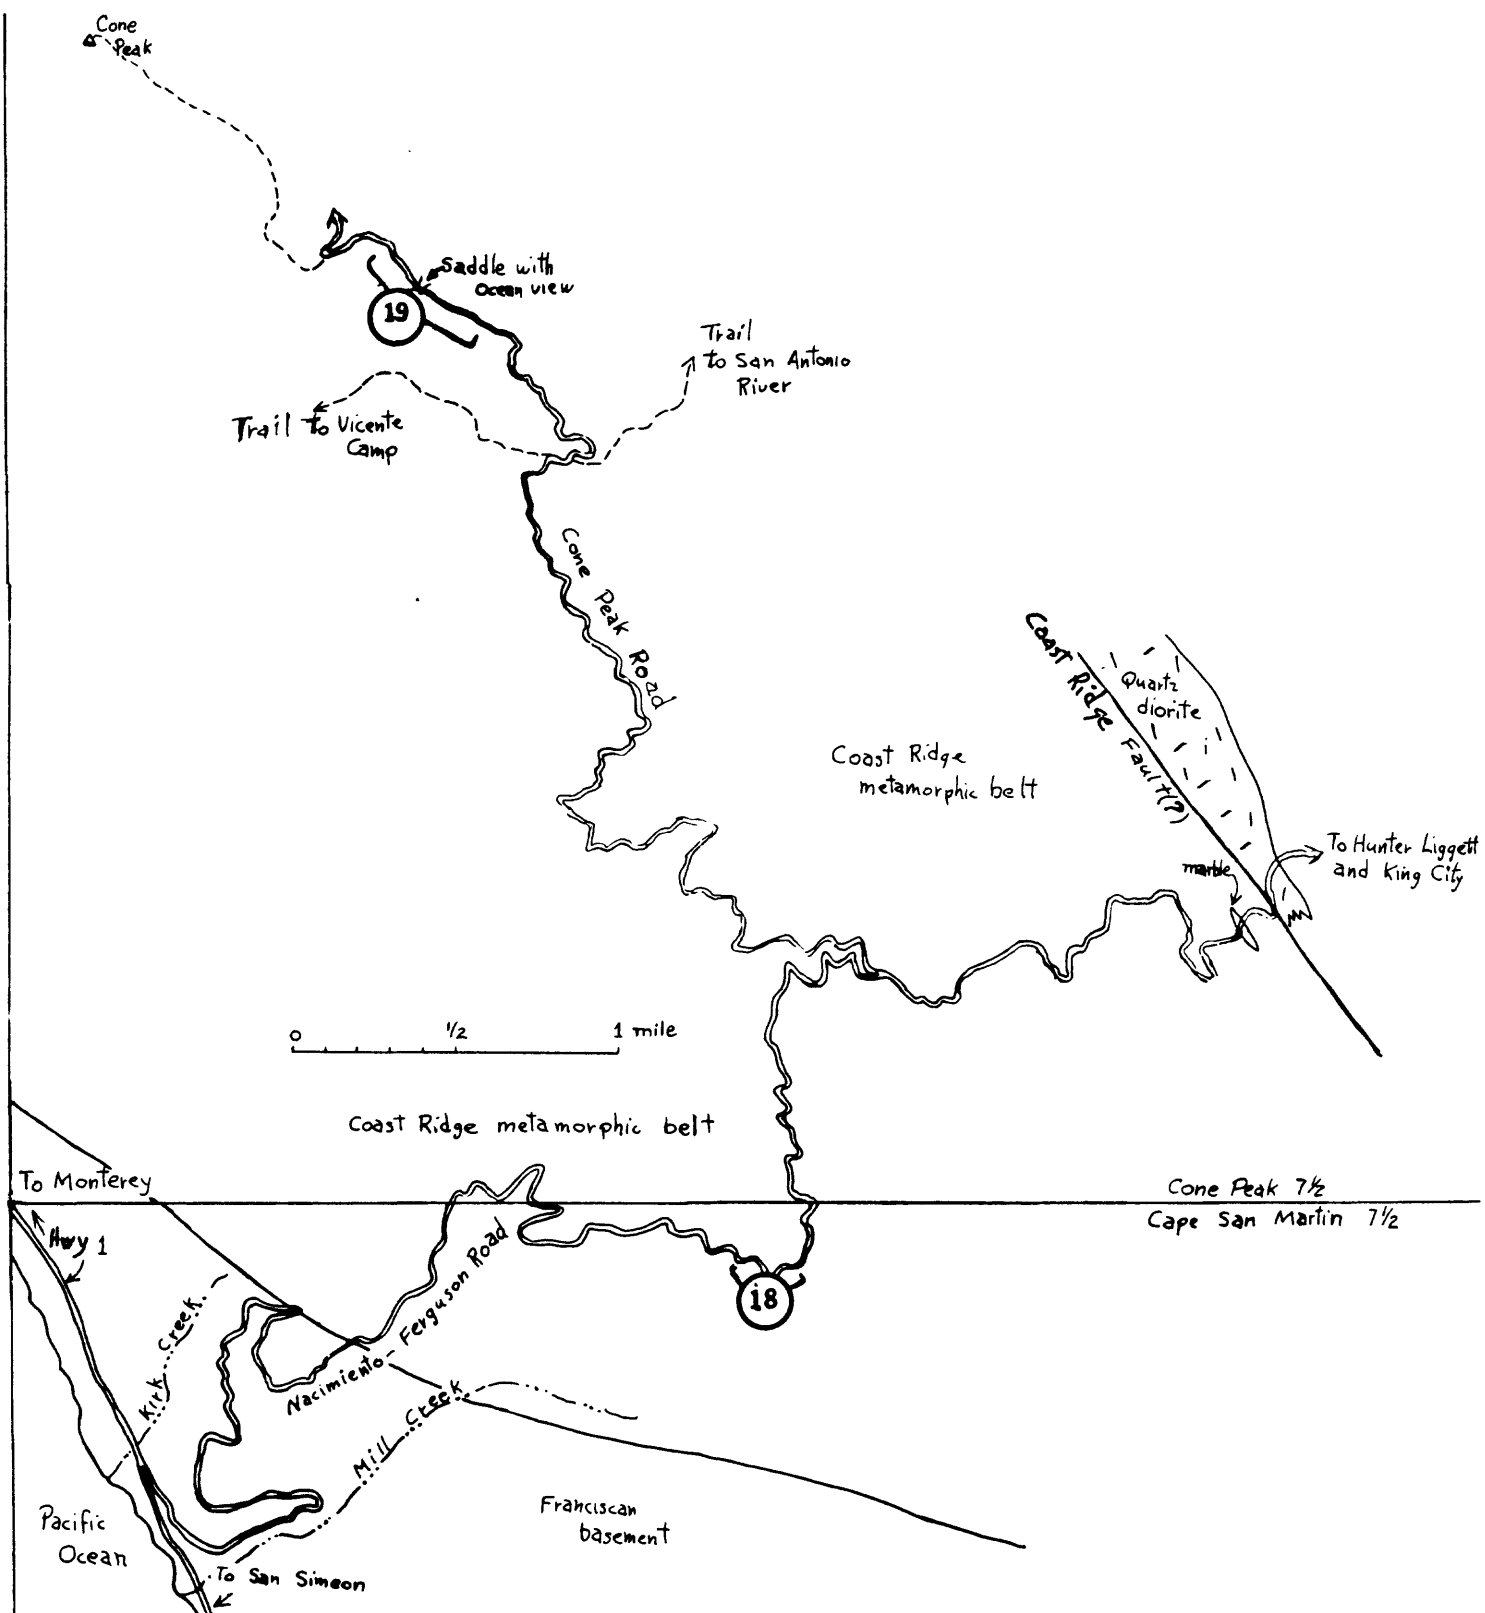 Cone
Peak
Saddle with
Ocean view
19
Trail
to San Antonio
River
Trail to Vicente
Camp
Cone Peak Road
Coast Ridge Fault(?)
Quartz
diorite
Coast Ridge
metamorphic belt
To Hunter Liggett
and King City
marble
0 1/2 1 mile
Coast Ridge metamorphic belt
To Monterey
Cone Peak 7½
Cape San Martin 7½
Hwy 1
18
Kirk Creek
Nacimiento-Ferguson Road
Mill Creek
Franciscan
basement
Pacific
Ocean
To San Simeon